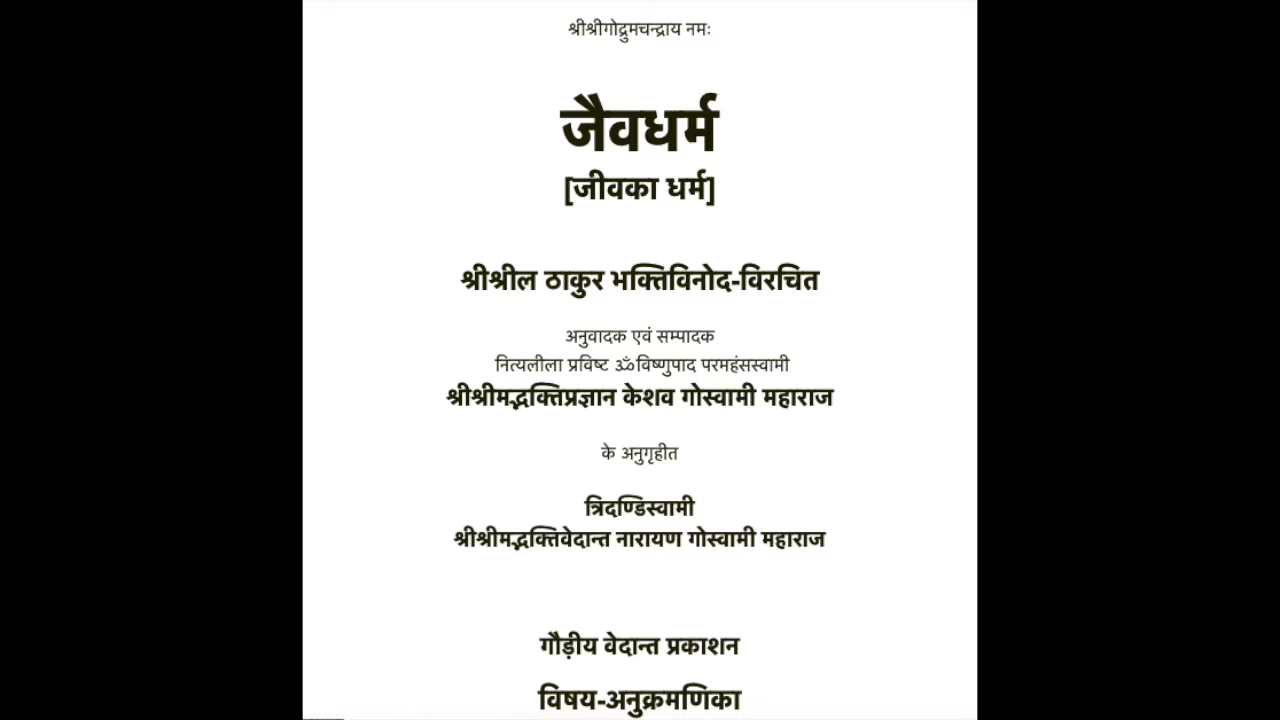 श्रीश्रीगोद्रुमचन्द्राय नमः
जैवधर्म
[जीवका धर्म]
श्रीश्रील ठाकुर भक्तिविनोद-विरचित
अनुवादक एवं सम्पादक
नित्यलीला प्रविष्ट ॐविष्णुपाद परमहंसस्वामी
श्रीश्रीमद्भक्तिप्रज्ञान केशव गोस्वामी महाराज
के अनुगृहीत
त्रिदण्डिस्वामी
श्रीश्रीमद्भक्तिवेदान्त नारायण गोस्वामी महाराज
गौड़ीय वेदान्त प्रकाशन
विषय-अनुक्रमणिका